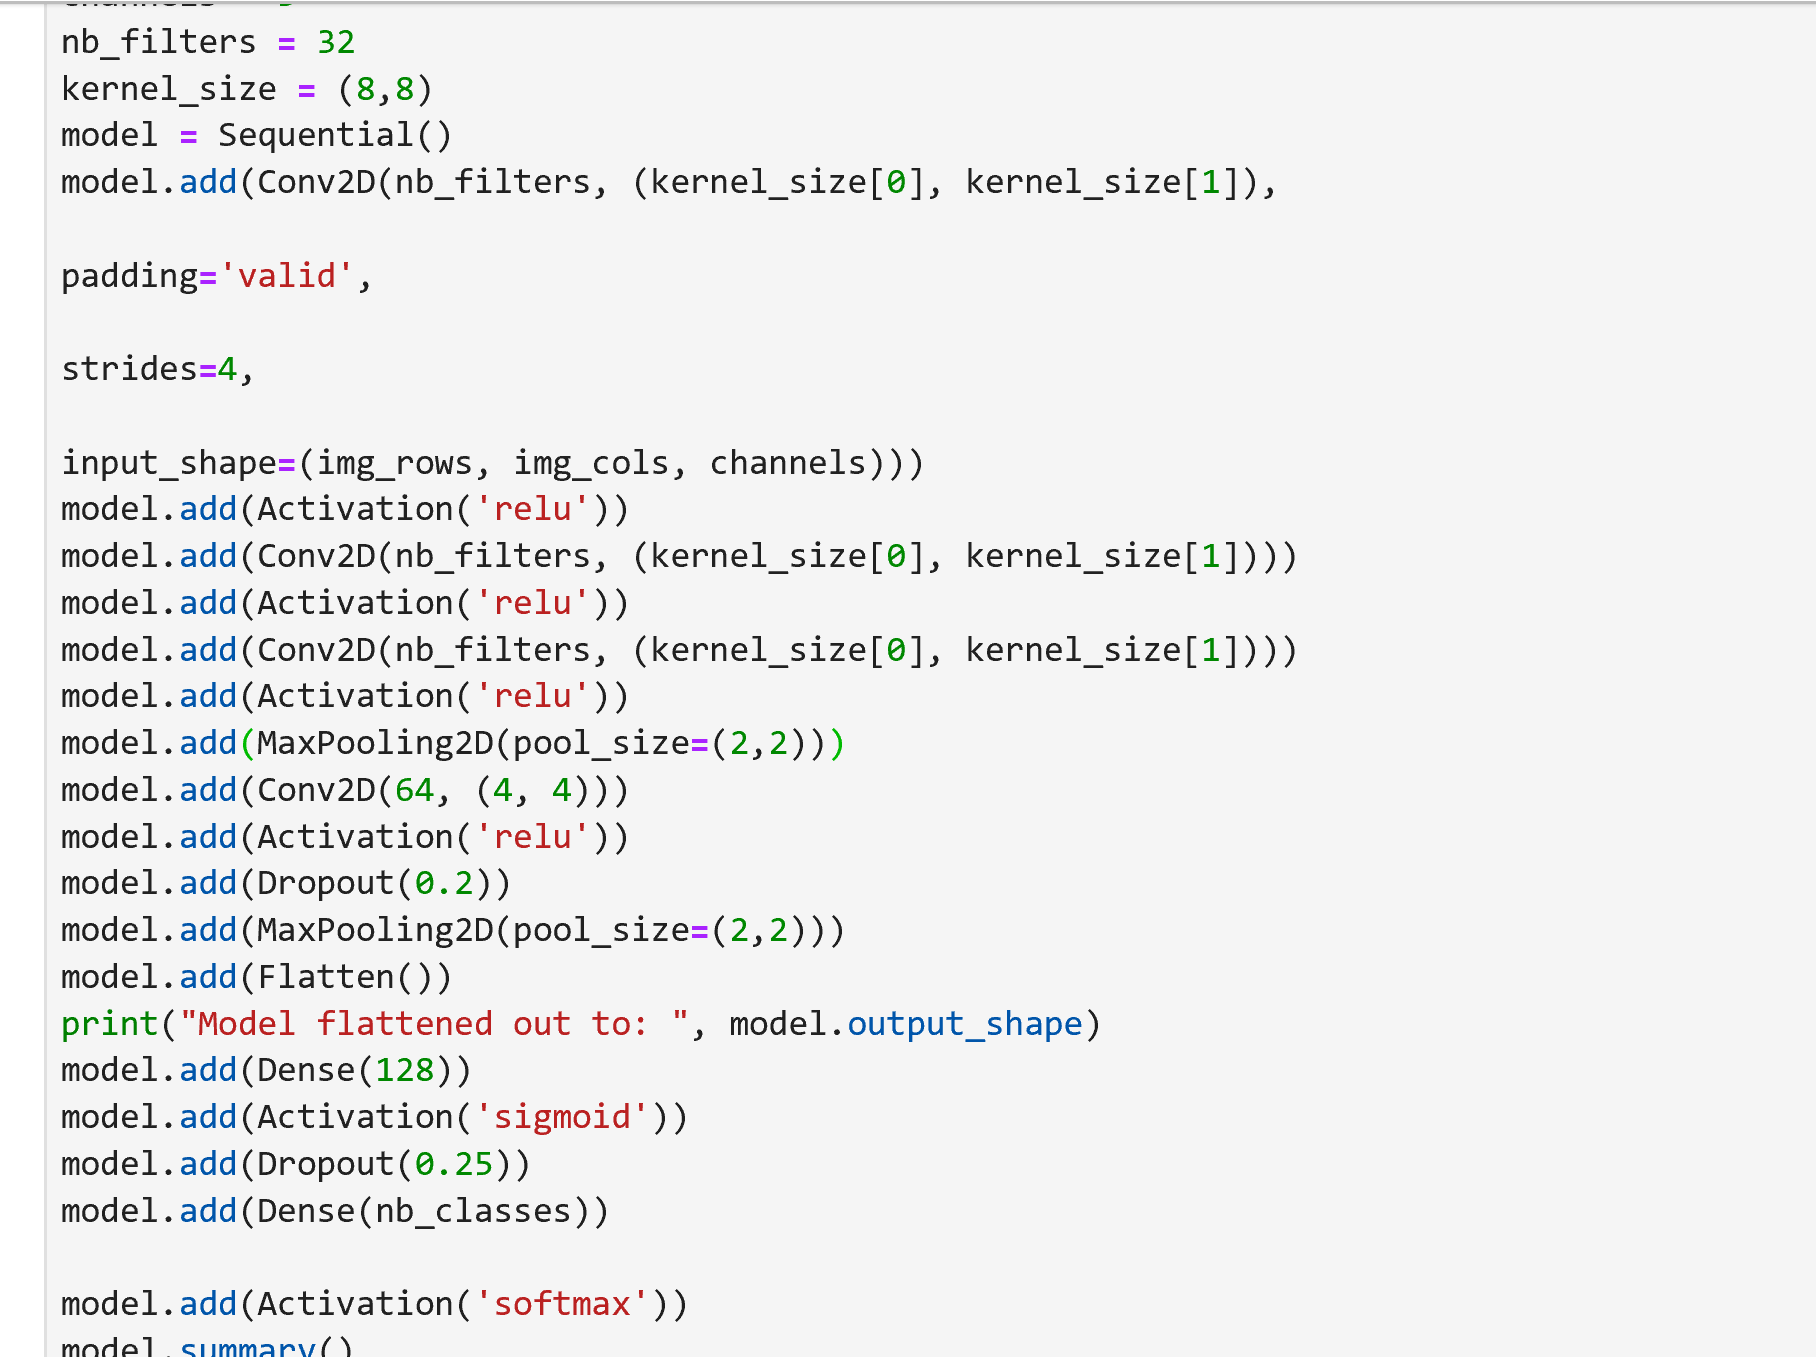 nb_filters = 32
kernel_size = (8,8)
model = Sequential()
model.add(Conv2D(nb_filters, (kernel_size[0], kernel_size[1]),
padding='valid',
strides=4,
input_shape=(img_rows, img_cols, channels)))
model.add(Activation('relu'))
model.add(Conv2D(nb_filters, (kernel_size[0], kernel_size[1])))
model.add(Activation('relu'))
model.add(Conv2D(nb_filters, (kernel_size[0], kernel_size[1])))
model.add(Activation('relu'))
model.add(MaxPooling2D(pool_size=(2,2)))
model.add(Conv2D(64, (4, 4)))
model.add(Activation('relu'))
model.add(Dropout(0.2))
model.add(MaxPooling2D(pool_size=(2,2)))
model.add(Flatten())
print("Model flattened out to: ", model.output_shape)
model.add(Dense(128))
model.add(Activation('sigmoid'))
model.add(Dropout(0.25))
model.add(Dense(nb_classes))
model.add(Activation('softmax'))
model.summary()